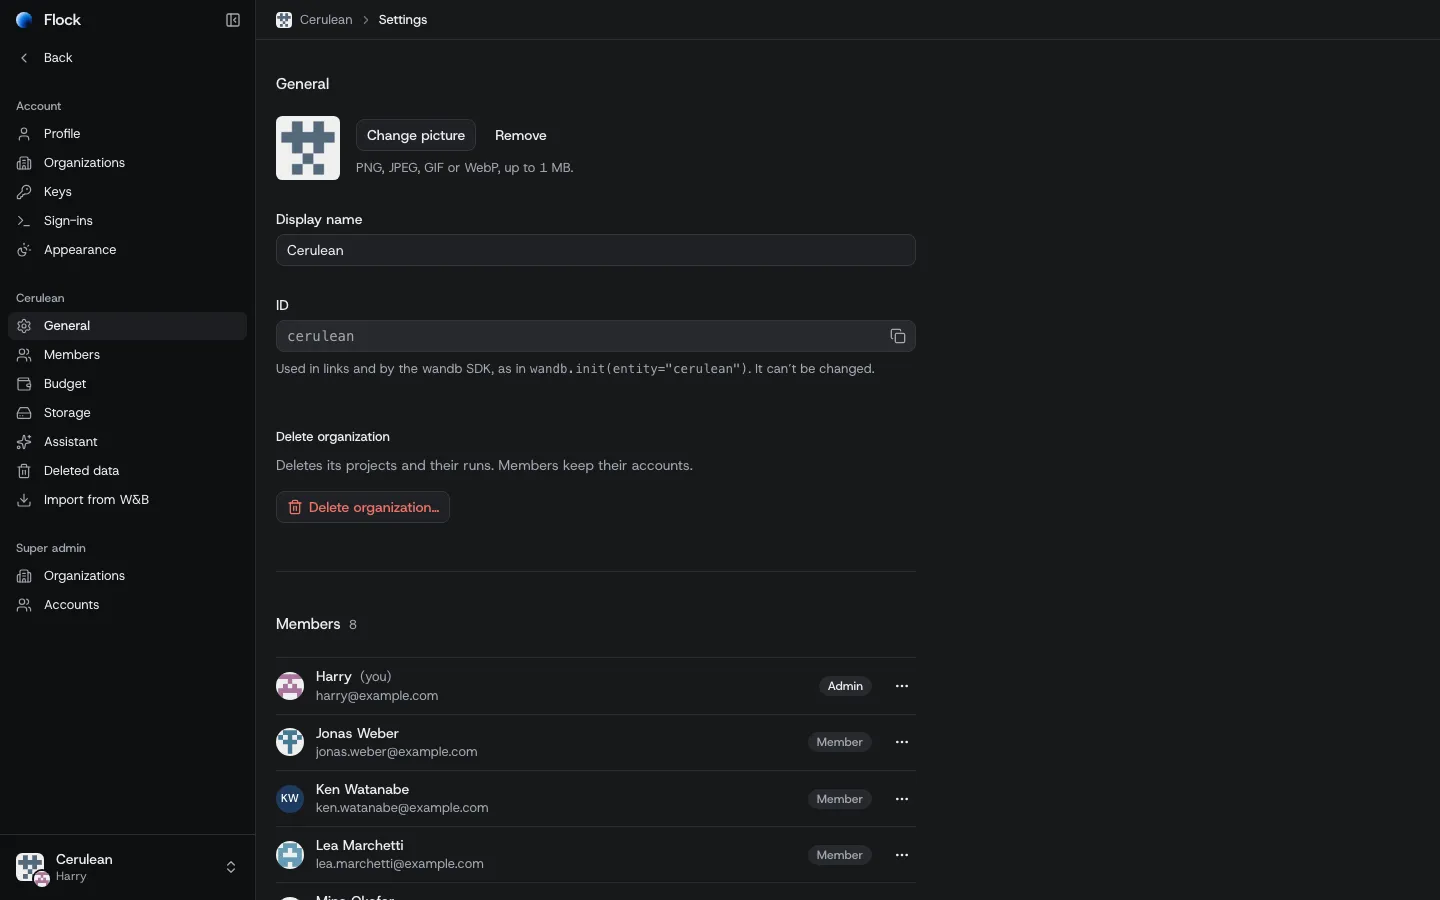 Flock
Back
Account
Profile
Organizations
Keys
Sign-ins
Appearance
Cerulean
General
Members
Budget
Storage
Assistant
Deleted data
Import from W&B
Super admin
Organizations
Accounts
Cerulean
Harry
Cerulean > Settings
General
Change picture
Remove
PNG, JPEG, GIF or WebP, up to 1 MB.
Display name
Cerulean
ID
cerulean
Used in links and by the wandb SDK, as in wandb.init(entity="cerulean"). It can't be changed.
Delete organization
Deletes its projects and their runs. Members keep their accounts.
Delete organization…
Members 8
Harry (you)
harry@example.com
Admin
Jonas Weber
jonas.weber@example.com
Member
KW
Ken Watanabe
ken.watanabe@example.com
Member
Lea Marchetti
lea.marchetti@example.com
Member